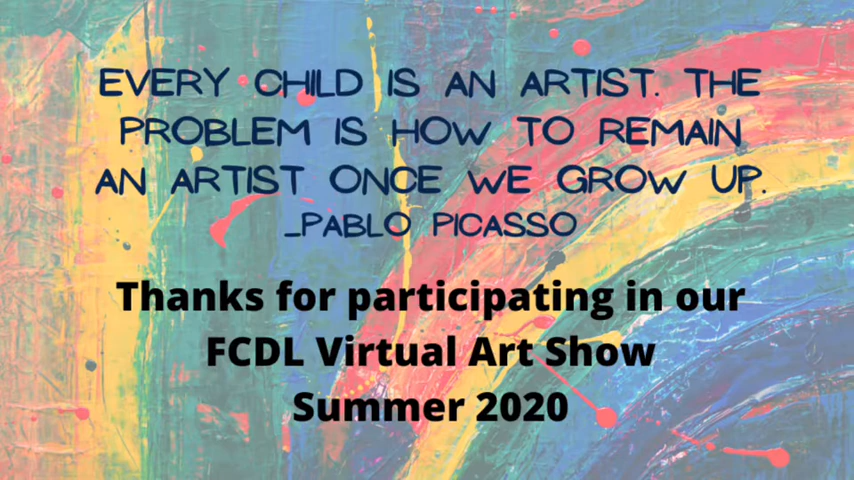 EVERY CHILD IS AN ARTIST. THE
PROBLEM IS HOW TO REMAIN
AN ARTIST ONCE WE GROW UP.
_PABLO PICASSO
Thanks for participating in our
FCDL Virtual Art Show
Summer 2020